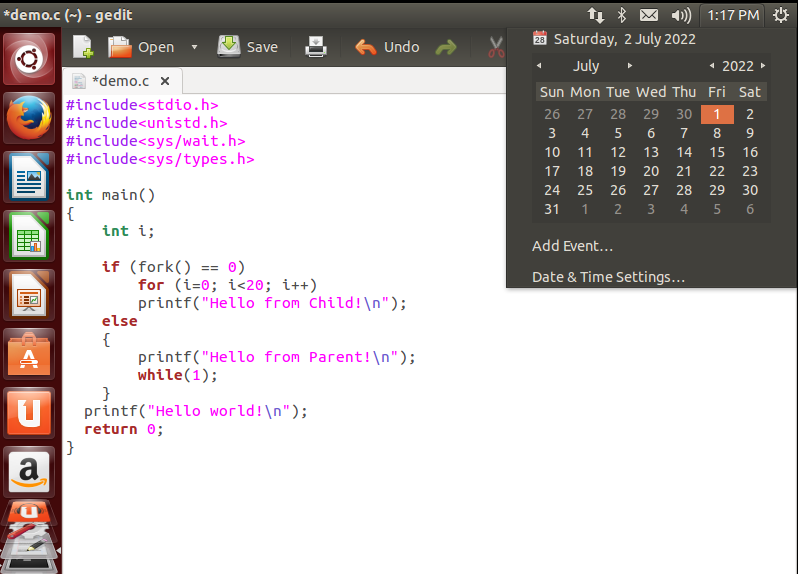 *demo.c (~) - gedit
1:17 PM
Open
Save
Undo
*demo.c
28
Saturday, 2 July 2022
July
2022
Sun Mon Tue Wed Thu Fri Sat
26 27 28 29 30 1 2
3 4 5 6 7 8 9
10 11 12 13 14 15 16
17 18 19 20 21 22 23
24 25 26 27 28 29 30
31 1 2 3 4 5 6
Add Event…
Date & Time Settings…
#include<stdio.h>
#include<unistd.h>
#include<sys/wait.h>
#include<sys/types.h>
int main()
{
    int i;
    if (fork() == 0)
        for (i=0; i<20; i++)
        printf("Hello from Child!\n");
    else
    {
        printf("Hello from Parent!\n");
        while(1);
    }
  printf("Hello world!\n");
  return 0;
}
A
U
a